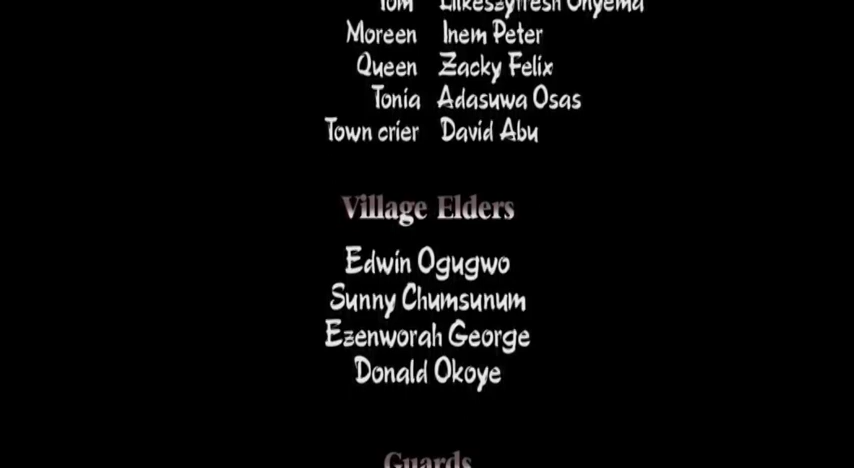 Tom Onyema
Moreen Inem Peter
Queen Zacky Felix
Tonia Adasuwa Osas
Town crier David Abu
Village Elders
Edwin Ogugwo
Sunny Chumsunum
Ezenworah George
Donald Okoye
Guards